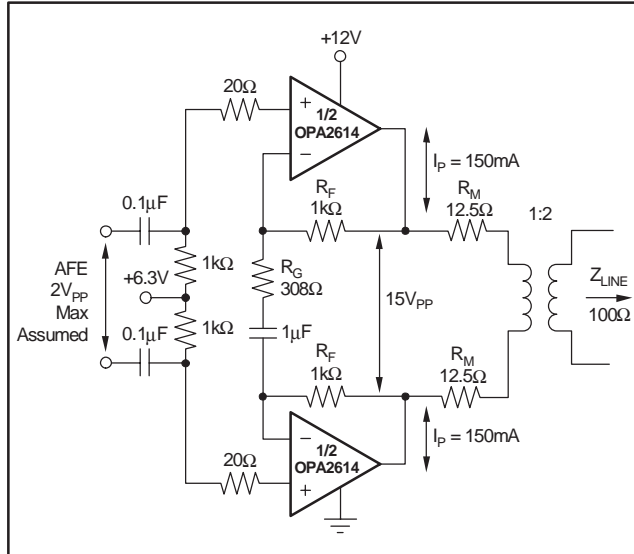 +12V
20Ω
+
1/2
OPA2614
−
I_P = 150mA
R_F
1kΩ
R_M
12.5Ω
1:2
0.1μF
1kΩ
AFE
2V_PP
Max
Assumed
+6.3V
R_G
308Ω
15V_PP
Z_LINE
100Ω
1kΩ
0.1μF
1μF
R_F
1kΩ
R_M
12.5Ω
−
1/2
OPA2614
+
I_P = 150mA
20Ω